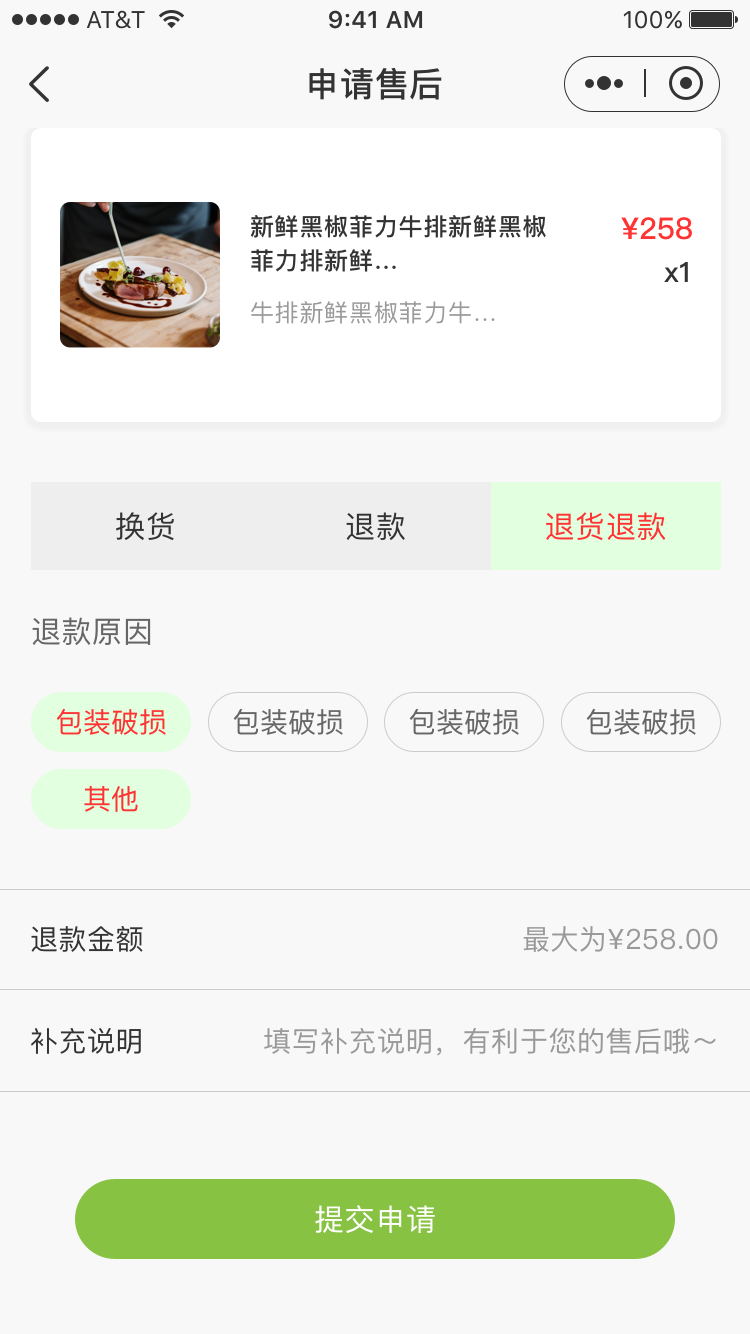 AT&T 9:41 AM 100%
申请售后
新鲜黑椒菲力牛排新鲜黑椒
菲力排新鲜...
¥258
x1
牛排新鲜黑椒菲力牛...
换货 退款 退货退款
退款原因
包装破损 包装破损 包装破损 包装破损
其他
退款金额 最大为¥258.00
补充说明 填写补充说明，有利于您的售后哦～
提交申请